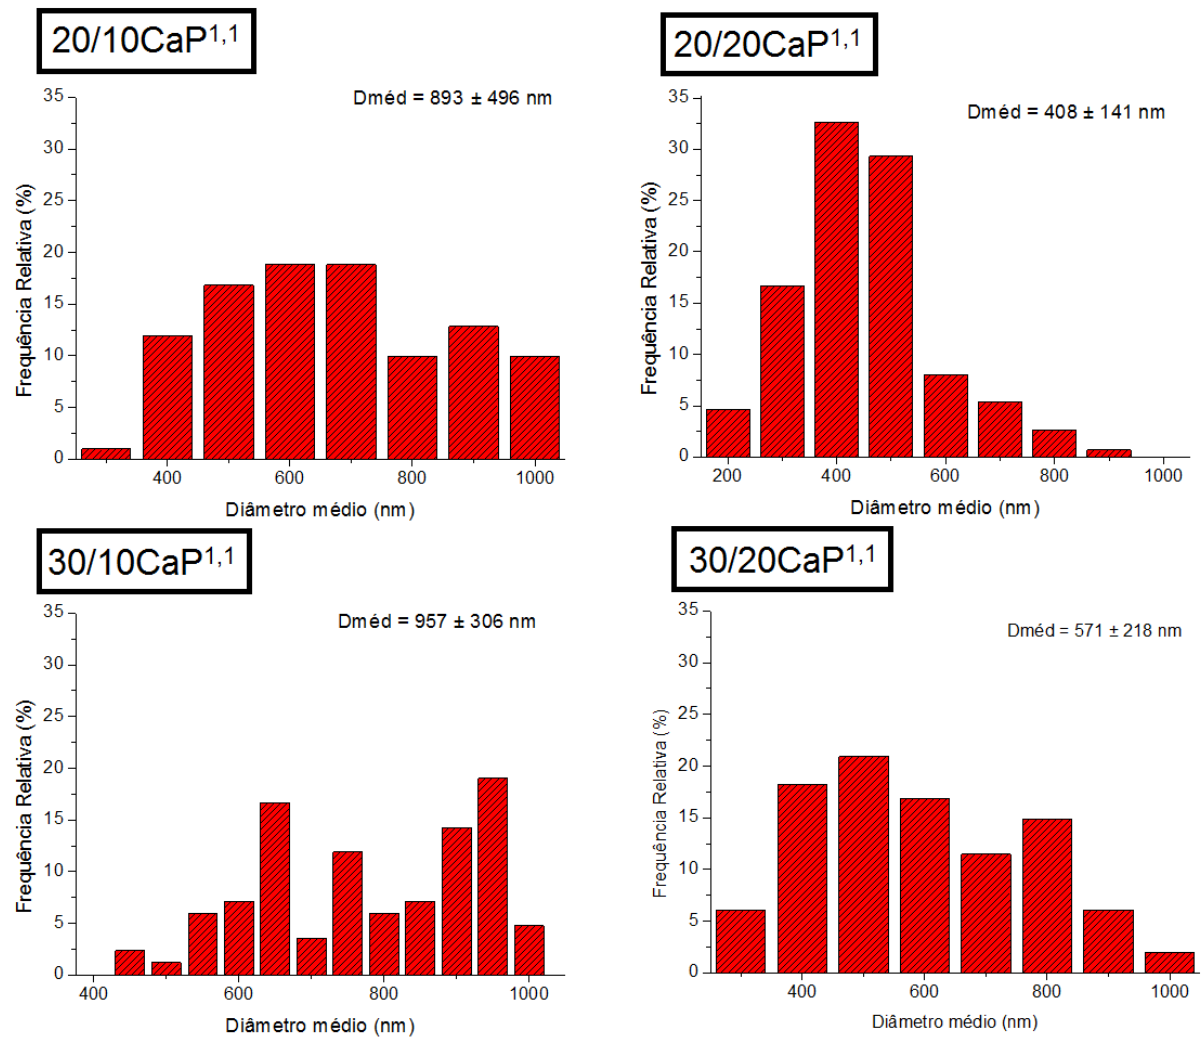 20/10CaP1,1
Dméd = 893 ± 496 nm
Frequência Relativa (%)
35
30
25
20
15
10
5
0
400 600 800 1000
Diâmetro médio (nm)
20/20CaP1,1
Dméd = 408 ± 141 nm
Frequência Relativa (%)
35
30
25
20
15
10
5
0
200 400 600 800 1000
Diâmetro médio (nm)
30/10CaP1,1
Dméd = 957 ± 306 nm
Frequência Relativa (%)
35
30
25
20
15
10
5
0
400 600 800 1000
Diâmetro médio (nm)
30/20CaP1,1
Dméd = 571 ± 218 nm
Frequência Relativa (%)
35
30
25
20
15
10
5
0
400 600 800 1000
Diâmetro médio (nm)